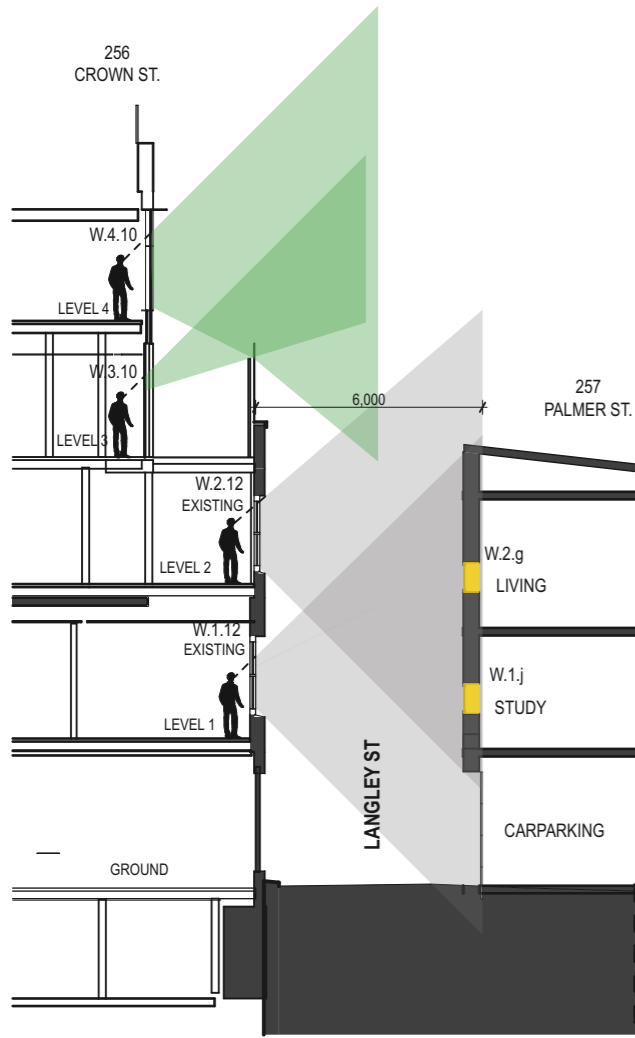 256
CROWN ST.
W.4.10
LEVEL 4
W.3.10
LEVEL 3
6,000
257
PALMER ST.
W.2.12
EXISTING
LEVEL 2
W.2.g
LIVING
W.1.12
EXISTING
LEVEL 1
W.1.j
STUDY
LANGLEY ST
CARPARKING
GROUND